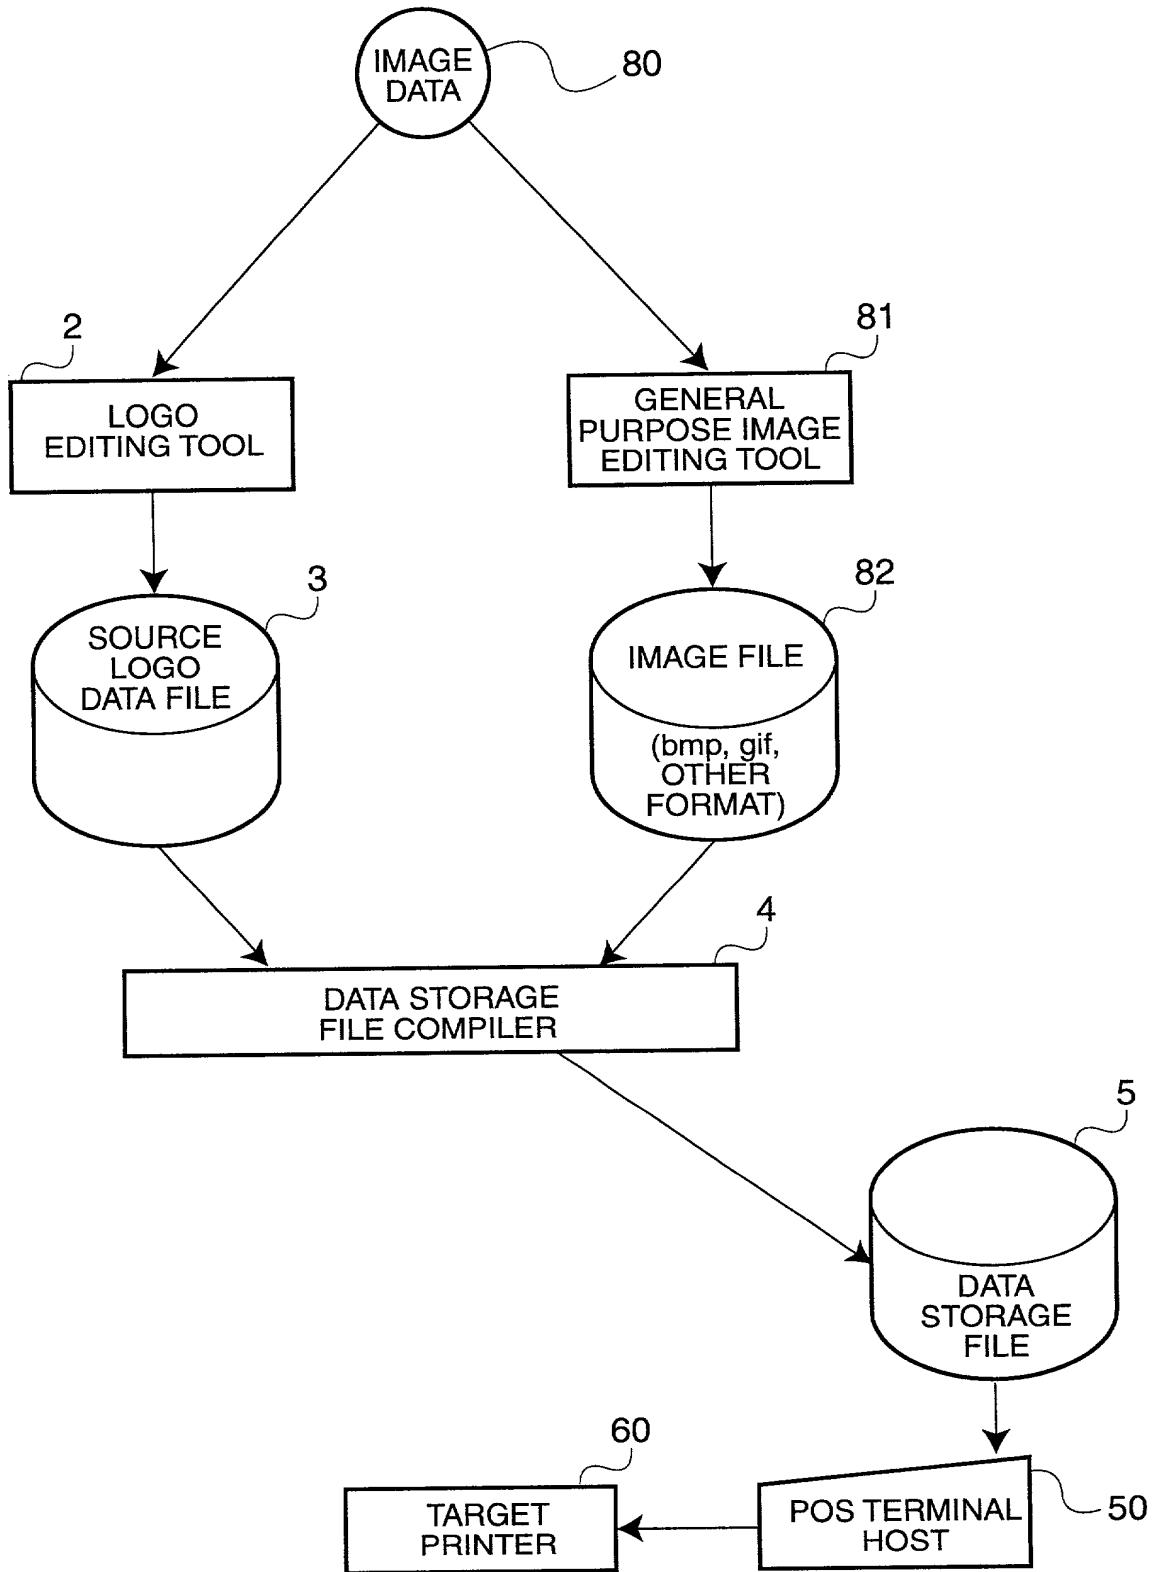 IMAGE
DATA
80
2
81
LOGO
EDITING TOOL
GENERAL
PURPOSE IMAGE
EDITING TOOL
3
82
SOURCE
LOGO
DATA FILE
IMAGE FILE
(bmp, gif,
OTHER
FORMAT)
4
DATA STORAGE
FILE COMPILER
5
DATA
STORAGE
FILE
60
TARGET
PRINTER
POS TERMINAL
HOST
50